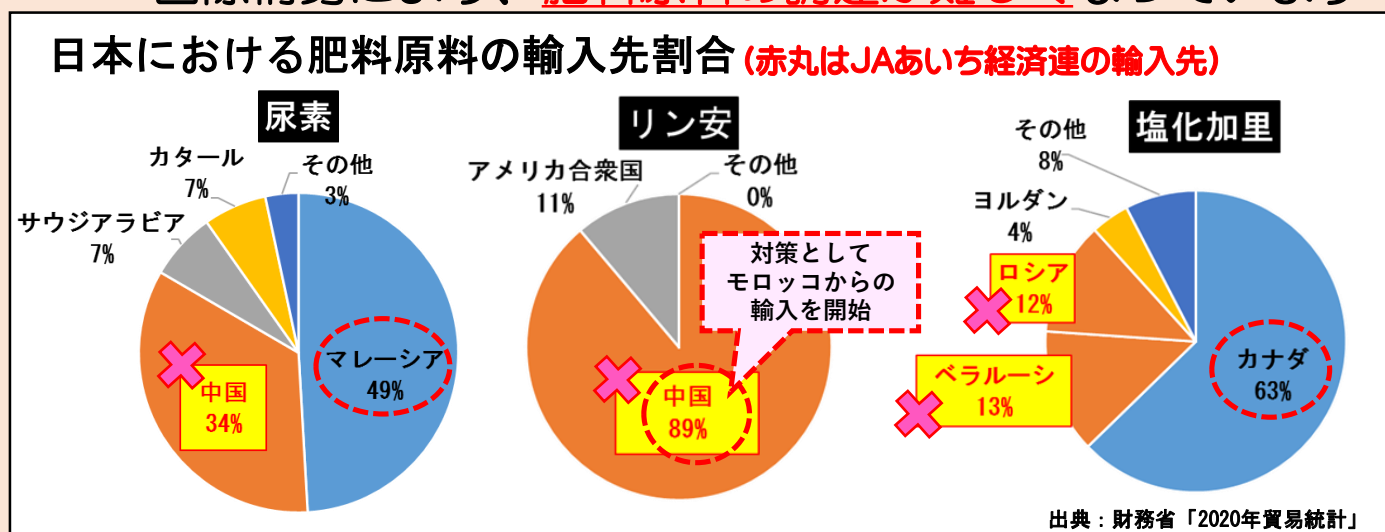 日本における肥料原料の輸入先割合(赤丸はJAあいち経済連の輸入先)
尿素
カタール
7%
その他
3%
サウジアラビア
7%
中国
34%
マレーシア
49%
リン安
アメリカ合衆国
11%
その他
0%
対策として
モロッコからの
輸入を開始
中国
89%
塩化加里
その他
8%
ヨルダン
4%
ロシア
12%
ベラルーシ
13%
カナダ
63%
出典：財務省「2020年貿易統計」